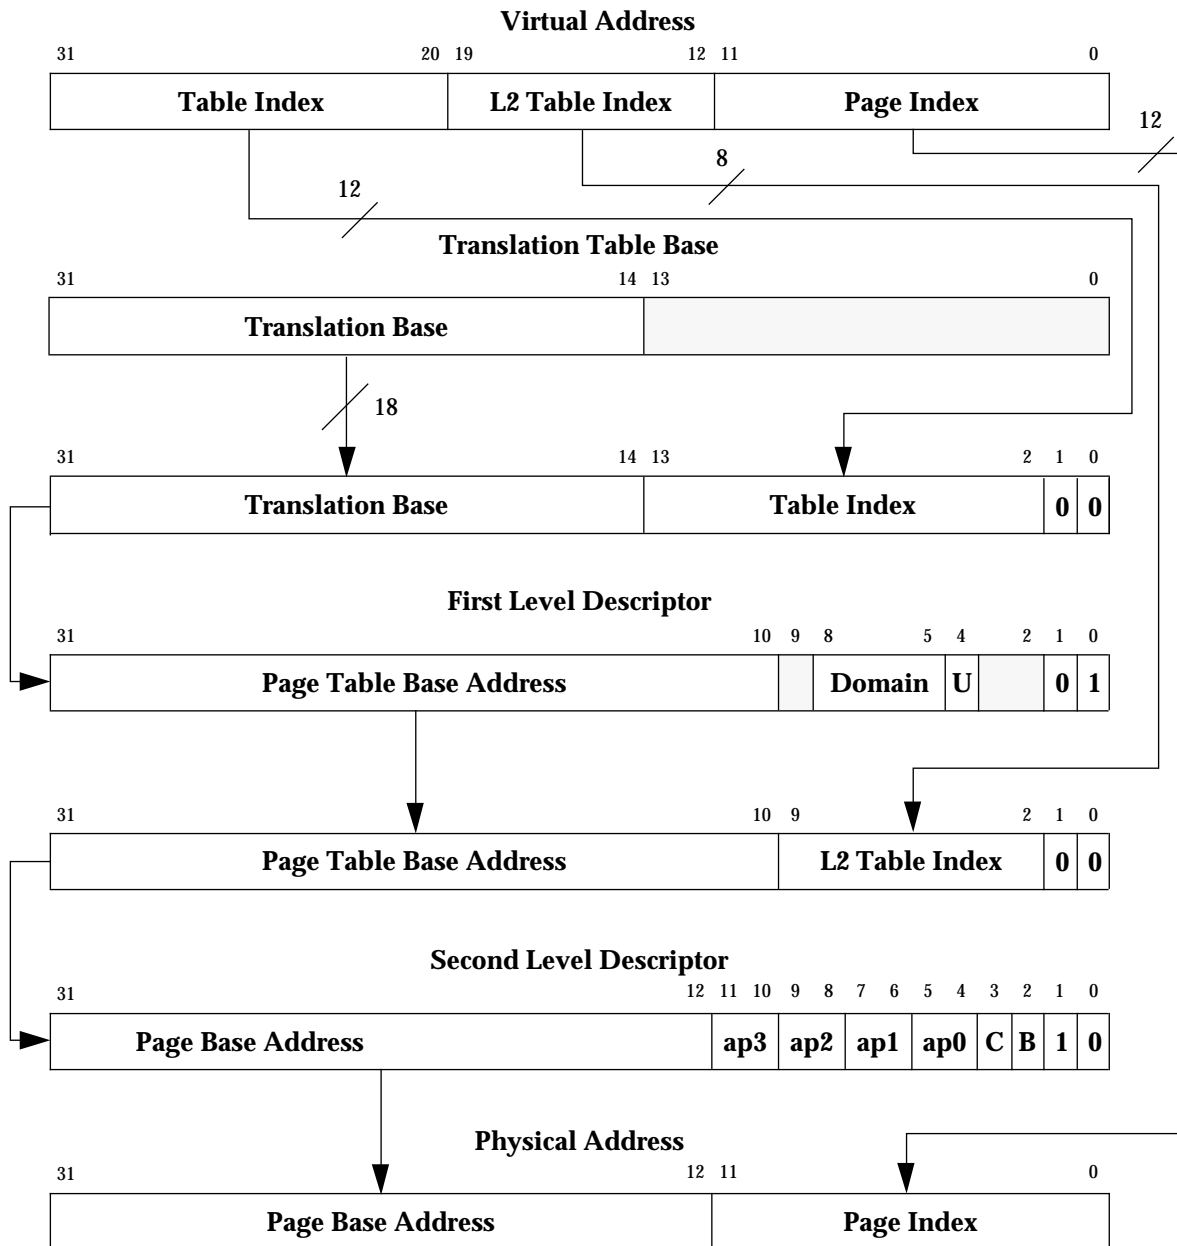 Virtual Address
31 20 19 12 11 0
Table Index L2 Table Index Page Index
12
8
12
Translation Table Base
31 14 13 0
Translation Base
18
31 14 13 2 1 0
Translation Base Table Index 0 0
First Level Descriptor
31 10 9 8 5 4 2 1 0
Page Table Base Address Domain U 0 1
31 10 9 2 1 0
Page Table Base Address L2 Table Index 0 0
Second Level Descriptor
31 12 11 10 9 8 7 6 5 4 3 2 1 0
Page Base Address ap3 ap2 ap1 ap0 C B 1 0
Physical Address
31 12 11 0
Page Base Address Page Index